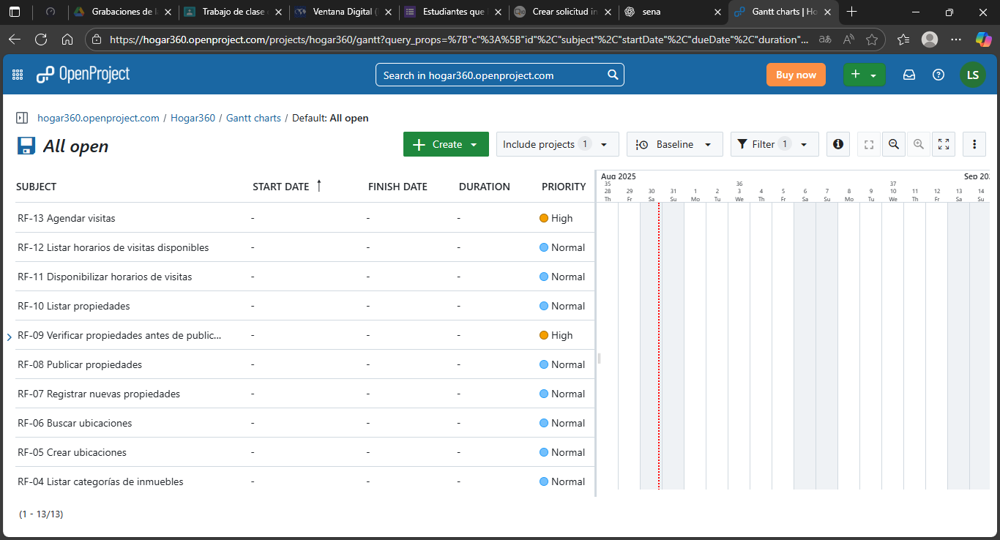 Grabaciones de l
Trabajo de clase
Ventana Digital (
Estudiantes que
Crear solicitud in
sena
Gantt charts | Ho
https://hogar360.openproject.com/projects/hogar360/gantt?query_props=%7B"c"%3A%5B"id"%2C"subject"%2C"startDate"%2C"dueDate"%2C"duration"...
OpenProject
Search in hogar360.openproject.com
Buy now
LS
hogar360.openproject.com / Hogar360 / Gantt charts / Default: All open
All open
Create
Include projects 1
Baseline
Filter 1
SUBJECT START DATE FINISH DATE DURATION PRIORITY
RF-13 Agendar visitas - - - High
RF-12 Listar horarios de visitas disponibles - - - Normal
RF-11 Disponibilizar horarios de visitas - - - Normal
RF-10 Listar propiedades - - - Normal
RF-09 Verificar propiedades antes de public... - - - High
RF-08 Publicar propiedades - - - Normal
RF-07 Registrar nuevas propiedades - - - Normal
RF-06 Buscar ubicaciones - - - Normal
RF-05 Crear ubicaciones - - - Normal
RF-04 Listar categorías de inmuebles - - - Normal
(1 - 13/13)
Aug 2025 Sep 202
35 36 37
28 29 30 31 1 2 3 4 5 6 7 8 9 10 11 12 13 14
Th Fr Sa Su Mo Tu We Th Fr Sa Su Mo Tu We Th Fr Sa Su